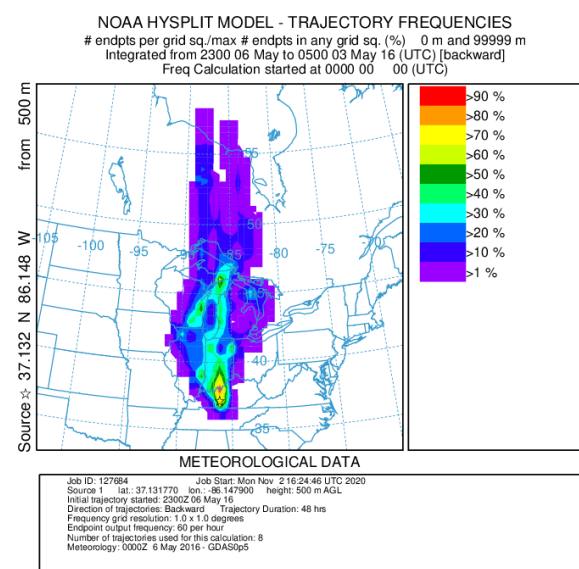 NOAA HYSPLIT MODEL - TRAJECTORY FREQUENCIES
# endpts per grid sq./max # endpts in any grid sq. (%) 0 m and 99999 m
Integrated from 2300 06 May to 0500 03 May 16 (UTC) [backward]
Freq Calculation started at 0000 00 00 (UTC)
Source ☆ 37.132 N 86.148 W from 500 m
-105
-100
-95
-85
-80
-75
-70
55
50
40
35
>90 %
>80 %
>70 %
>60 %
>50 %
>40 %
>30 %
>20 %
>10 %
>1 %
METEOROLOGICAL DATA
Job ID: 127684 Job Start: Mon Nov 2 16:24:46 UTC 2020
Source 1 lat.: 37.131770 lon.: -86.147900 height: 500 m AGL
Initial trajectory started: 2300Z 06 May 16
Direction of trajectories: Backward Trajectory Duration: 48 hrs
Frequency grid resolution: 1.0 x 1.0 degrees
Endpoint output frequency: 60 per hour
Number of trajectories used for this calculation: 8
Meteorology: 0000Z 6 May 2016 - GDAS0p5